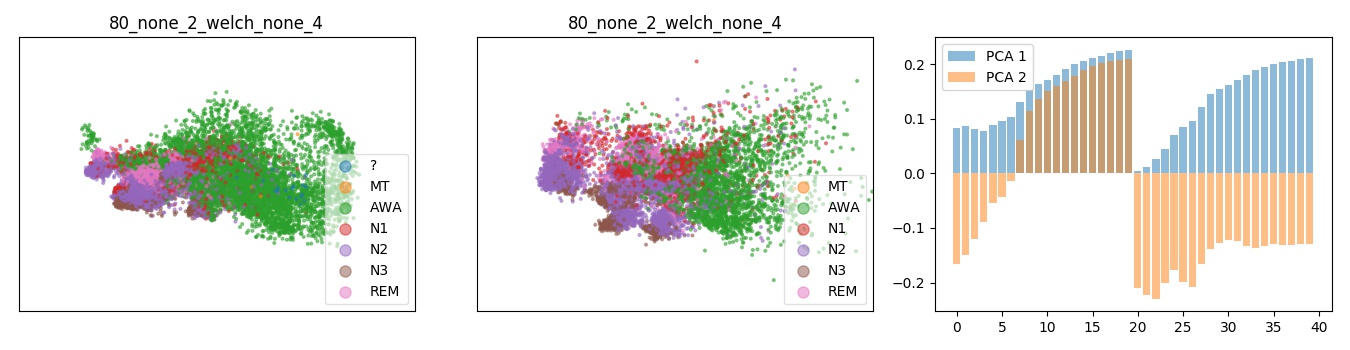 80_none_2_welch_none_4
?
MT
AWA
N1
N2
N3
REM
80_none_2_welch_none_4
MT
AWA
N1
N2
N3
REM
PCA 1
PCA 2
0.2
0.1
0.0
−0.1
−0.2
0 5 10 15 20 25 30 35 40